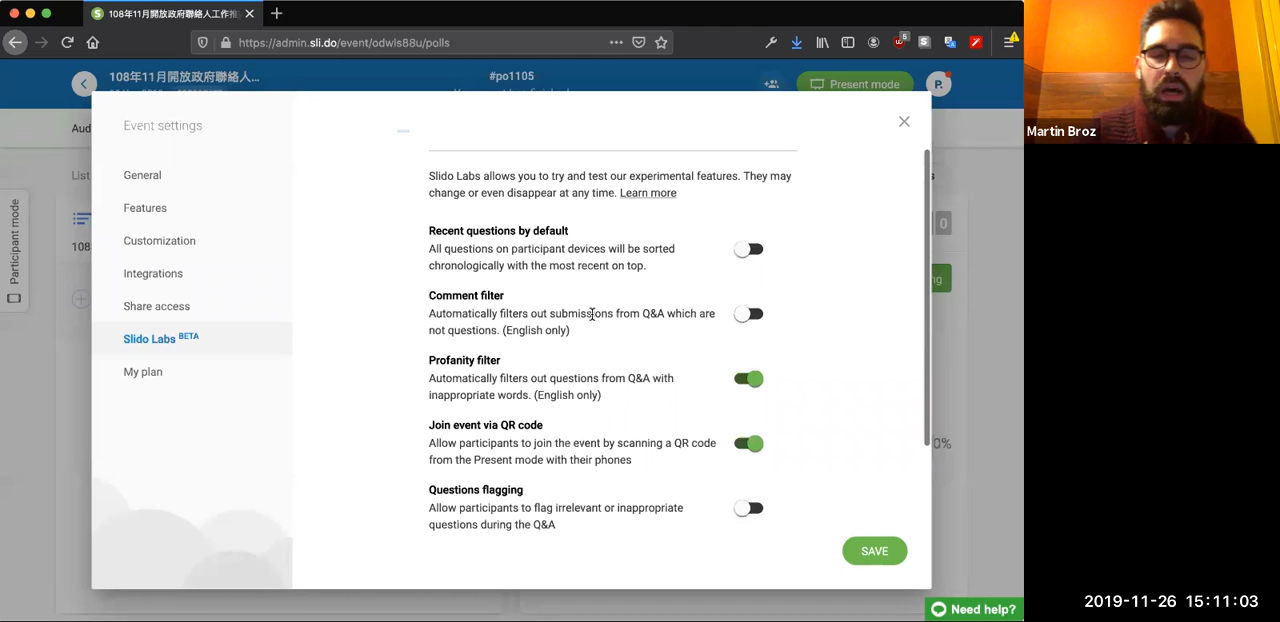 108年11月開放政府聯絡人工作推
https://admin.sli.do/event/odwls88u/polls
5
108年11月開放政府聯絡人...
#po1105
Present mode
P.
Event settings
Aud
List
108
Participant mode
General
Features
Customization
Integrations
Share access
Slido Labs BETA
My plan
Slido Labs allows you to try and test our experimental features. They may
change or even disappear at any time. Learn more
Recent questions by default
All questions on participant devices will be sorted
chronologically with the most recent on top.
Comment filter
Automatically filters out submissions from Q&A which are
not questions. (English only)
Profanity filter
Automatically filters out questions from Q&A with
inappropriate words. (English only)
Join event via QR code
Allow participants to join the event by scanning a QR code
from the Present mode with their phones
Questions flagging
Allow participants to flag irrelevant or inappropriate
questions during the Q&A
SAVE
s
0
ng
0%
Need help?
Martin Broz
2019-11-26 15:11:03